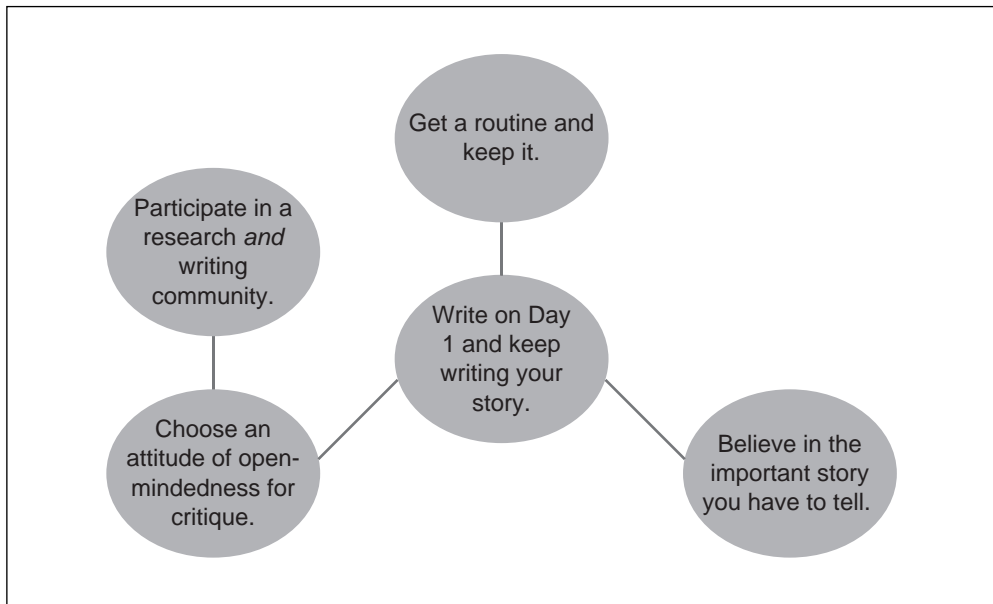 Get a routine and
keep it.
Participate in a
research and
writing
community.
Write on Day
1 and keep
writing your
story.
Choose an
attitude of open-
mindedness for
critique.
Believe in the
important story
you have to tell.